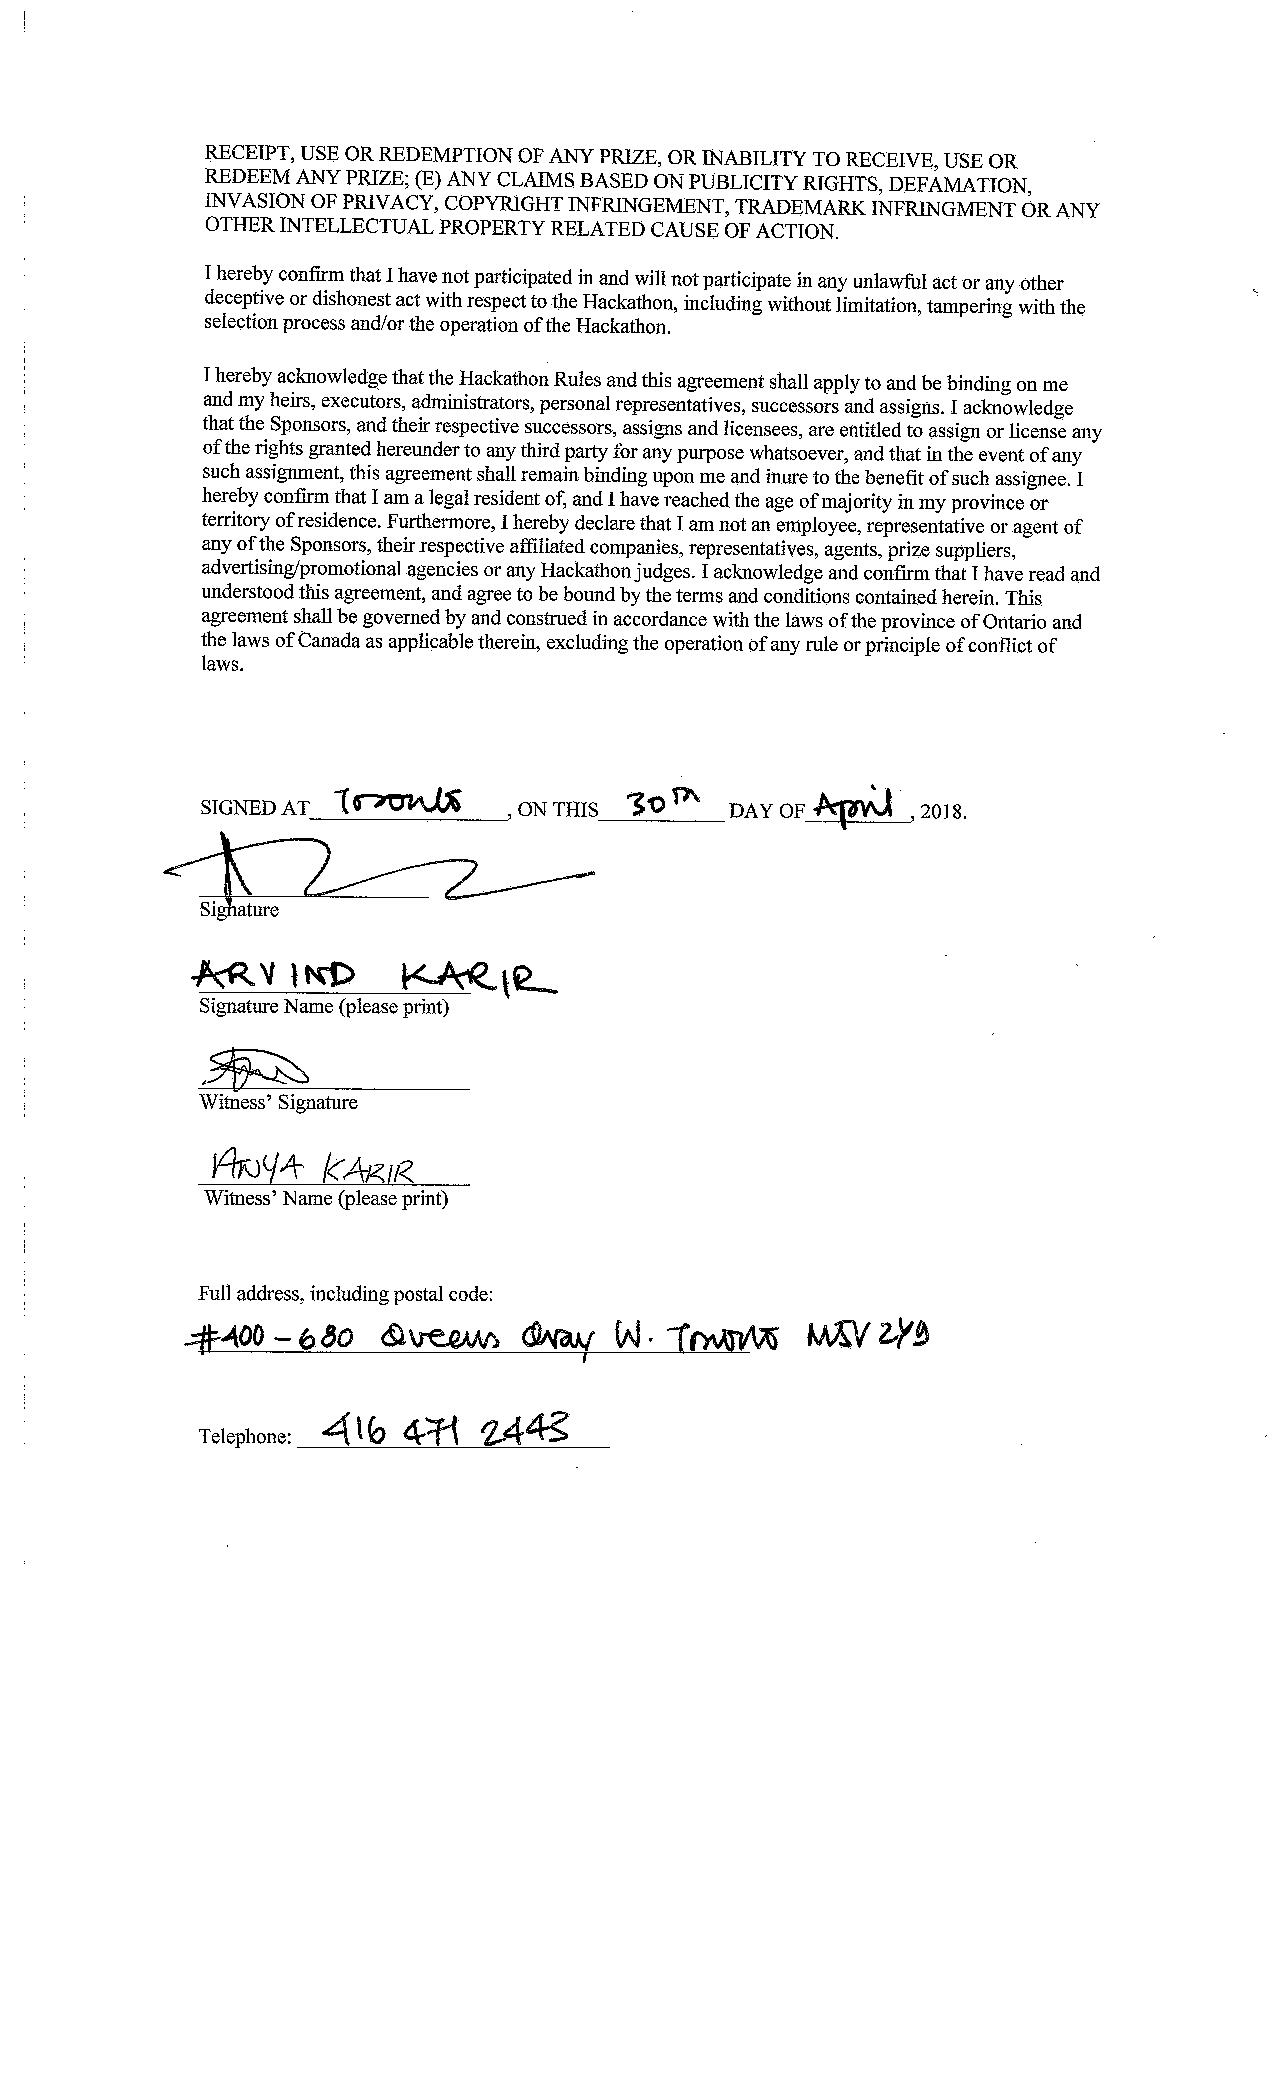 RECEIPT, USE OR REDEMPTION OF ANY PRIZE, OR INABILITY TO RECEIVE, USE OR
REDEEM ANY PRIZE; (E) ANY CLAIMS BASED ON PUBLICITY RIGHTS, DEFAMATION,
INVASION OF PRIVACY, COPYRIGHT INFRINGEMENT, TRADEMARK INFRINGMENT OR ANY
OTHER INTELLECTUAL PROPERTY RELATED CAUSE OF ACTION.
I hereby confirm that I have not participated in and will not participate in any unlawful act or any other
deceptive or dishonest act with respect to the Hackathon, including without limitation, tampering with the
selection process and/or the operation of the Hackathon.
I hereby acknowledge that the Hackathon Rules and this agreement shall apply to and be binding on me
and my heirs, executors, administrators, personal representatives, successors and assigns. I acknowledge
that the Sponsors, and their respective successors, assigns and licensees, are entitled to assign or license any
of the rights granted hereunder to any third party for any purpose whatsoever, and that in the event of any
such assignment, this agreement shall remain binding upon me and inure to the benefit of such assignee. I
hereby confirm that I am a legal resident of, and I have reached the age of majority in my province or
territory of residence. Furthermore, I hereby declare that I am not an employee, representative or agent of
any of the Sponsors, their respective affiliated companies, representatives, agents, prize suppliers,
advertising/promotional agencies or any Hackathon judges. I acknowledge and confirm that I have read and
understood this agreement, and agree to be bound by the terms and conditions contained herein. This
agreement shall be governed by and construed in accordance with the laws of the province of Ontario and
the laws of Canada as applicable therein, excluding the operation of any rule or principle of conflict of
laws.
SIGNED AT Toronto, ON THIS 30TH DAY OF April, 2018.
Signature
ARVIND KARIR
Signature Name (please print)
Witness' Signature
ANYA KARIR
Witness' Name (please print)
Full address, including postal code:
#400 - 680 Queens Quay W. Toronto M5V 2Y9
Telephone: 416 471 2443